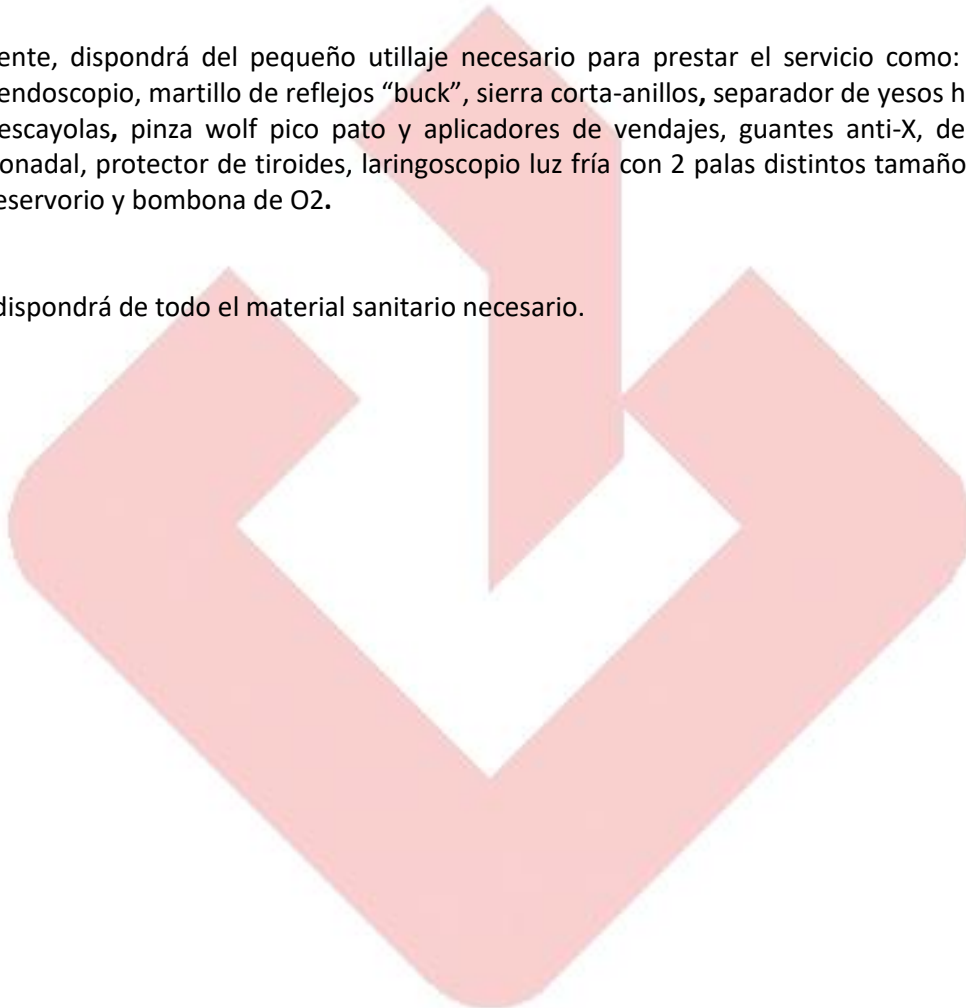 ente, dispondrá del pequeño utillaje necesario para prestar el servicio como:
endoscopio, martillo de reflejos “buck”, sierra corta-anillos, separador de yesos h
escayolas, pinza wolf pico pato y aplicadores de vendajes, guantes anti-X, de
onadal, protector de tiroides, laringoscopio luz fría con 2 palas distintos tamaño
eservorio y bombona de O2.
dispondrá de todo el material sanitario necesario.